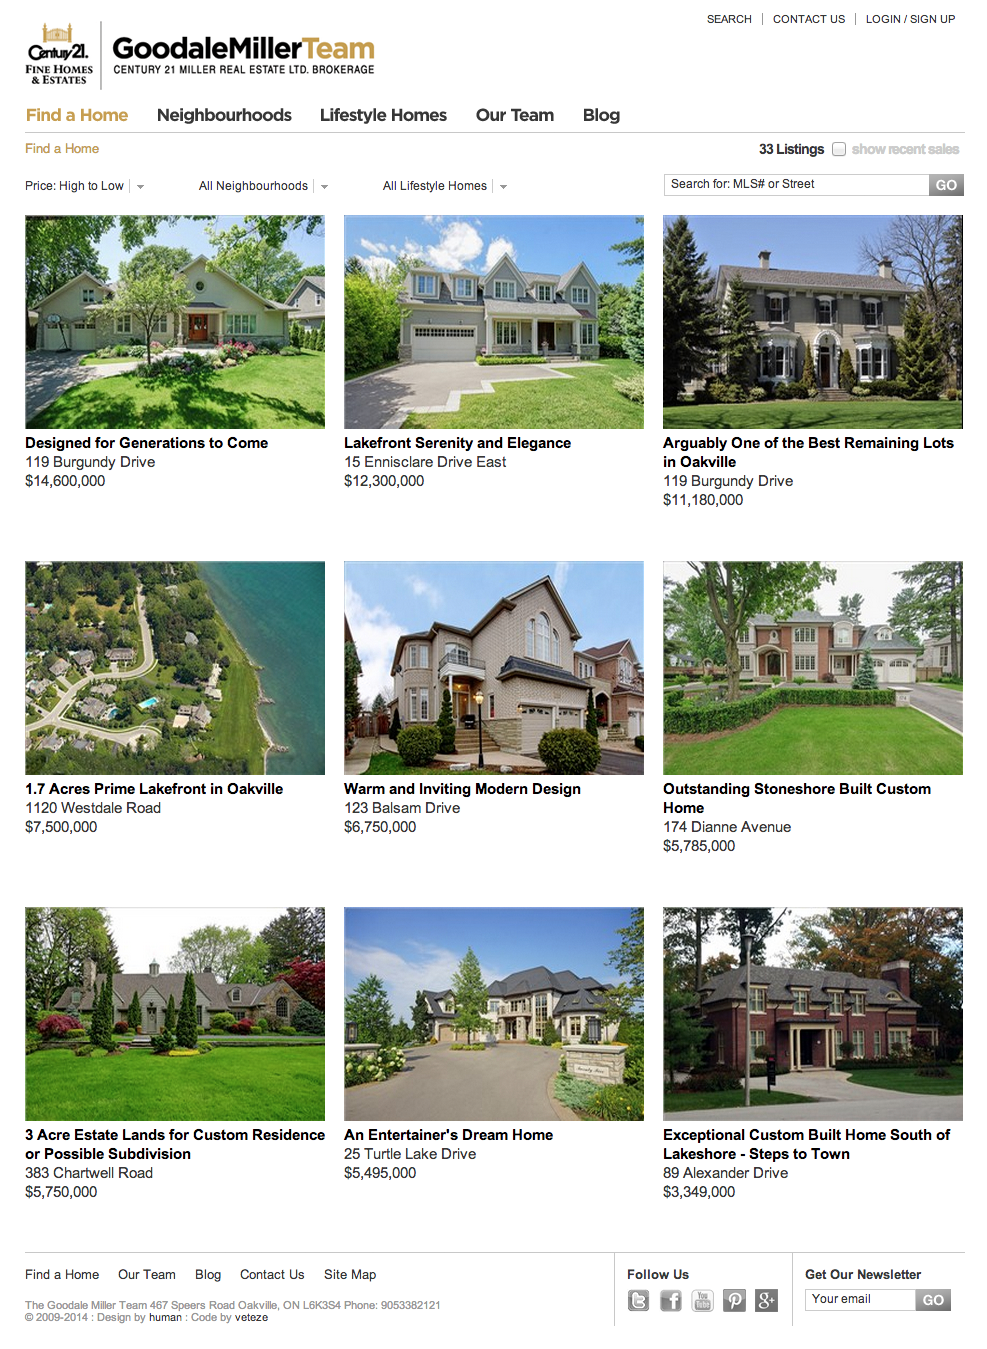 SEARCH | CONTACT US | LOGIN / SIGN UP
Century 21.
FINE HOMES
& ESTATES
GoodaleMillerTeam
CENTURY 21 MILLER REAL ESTATE LTD. BROKERAGE
Find a Home Neighbourhoods Lifestyle Homes Our Team Blog
Find a Home 33 Listings show recent sales
Price: High to Low All Neighbourhoods All Lifestyle Homes Search for: MLS# or Street GO
Designed for Generations to Come
119 Burgundy Drive
$14,600,000
Lakefront Serenity and Elegance
15 Ennisclare Drive East
$12,300,000
Arguably One of the Best Remaining Lots
in Oakville
119 Burgundy Drive
$11,180,000
1.7 Acres Prime Lakefront in Oakville
1120 Westdale Road
$7,500,000
Warm and Inviting Modern Design
123 Balsam Drive
$6,750,000
Outstanding Stoneshore Built Custom
Home
174 Dianne Avenue
$5,785,000
3 Acre Estate Lands for Custom Residence
or Possible Subdivision
383 Chartwell Road
$5,750,000
An Entertainer's Dream Home
25 Turtle Lake Drive
$5,495,000
Exceptional Custom Built Home South of
Lakeshore - Steps to Town
89 Alexander Drive
$3,349,000
Find a Home Our Team Blog Contact Us Site Map
The Goodale Miller Team 467 Speers Road Oakville, ON L6K3S4 Phone: 9053382121
© 2009-2014 : Design by human : Code by veteze
Follow Us
You Tube
Get Our Newsletter
Your email GO